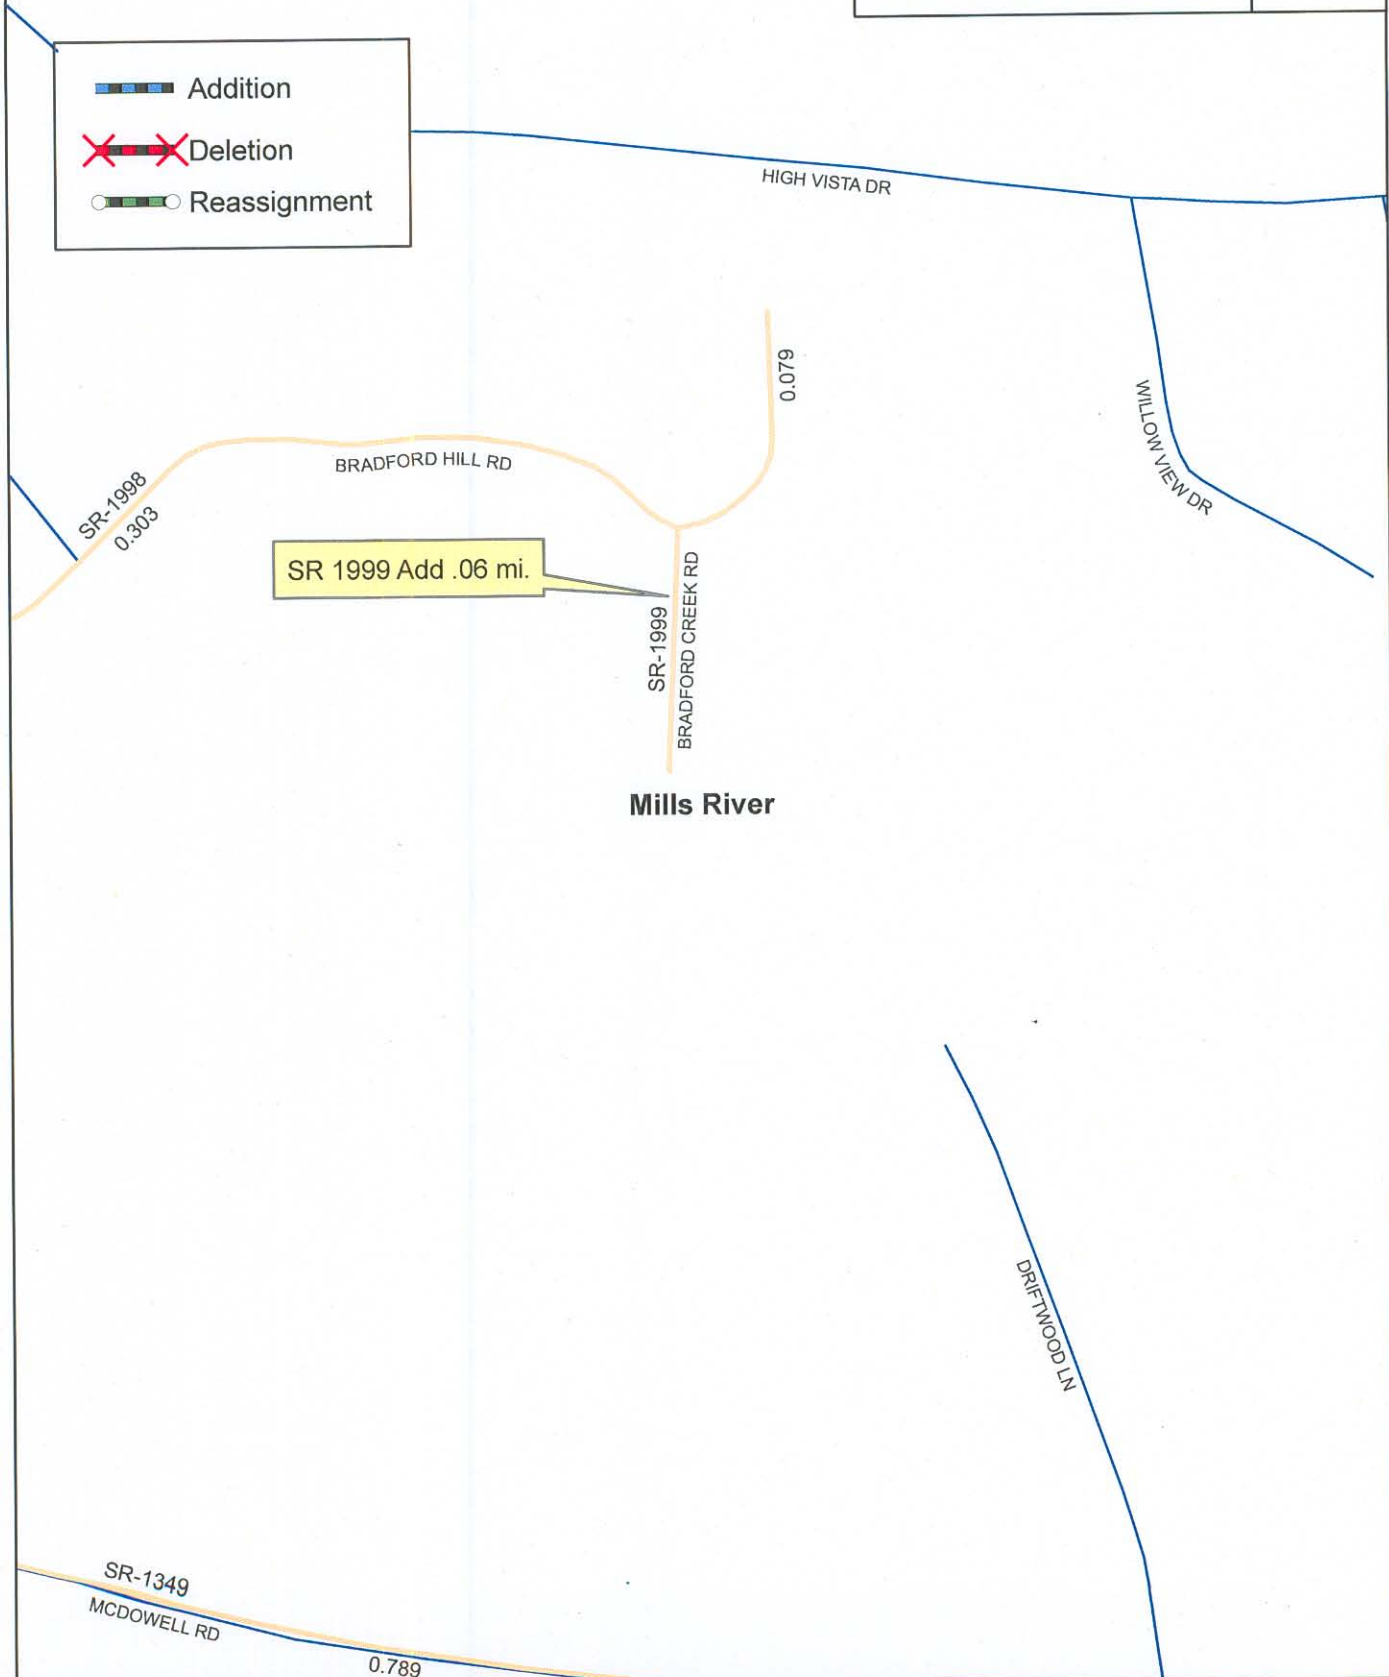 Addition
Deletion
Reassignment
HIGH VISTA DR
0.079
WILLOW VIEW DR
BRADFORD HILL RD
SR-1998
0.303
SR 1999 Add .06 mi.
SR-1999
BRADFORD CREEK RD
Mills River
DRIFTWOOD LN
SR-1349
MCDOWELL RD
0.789